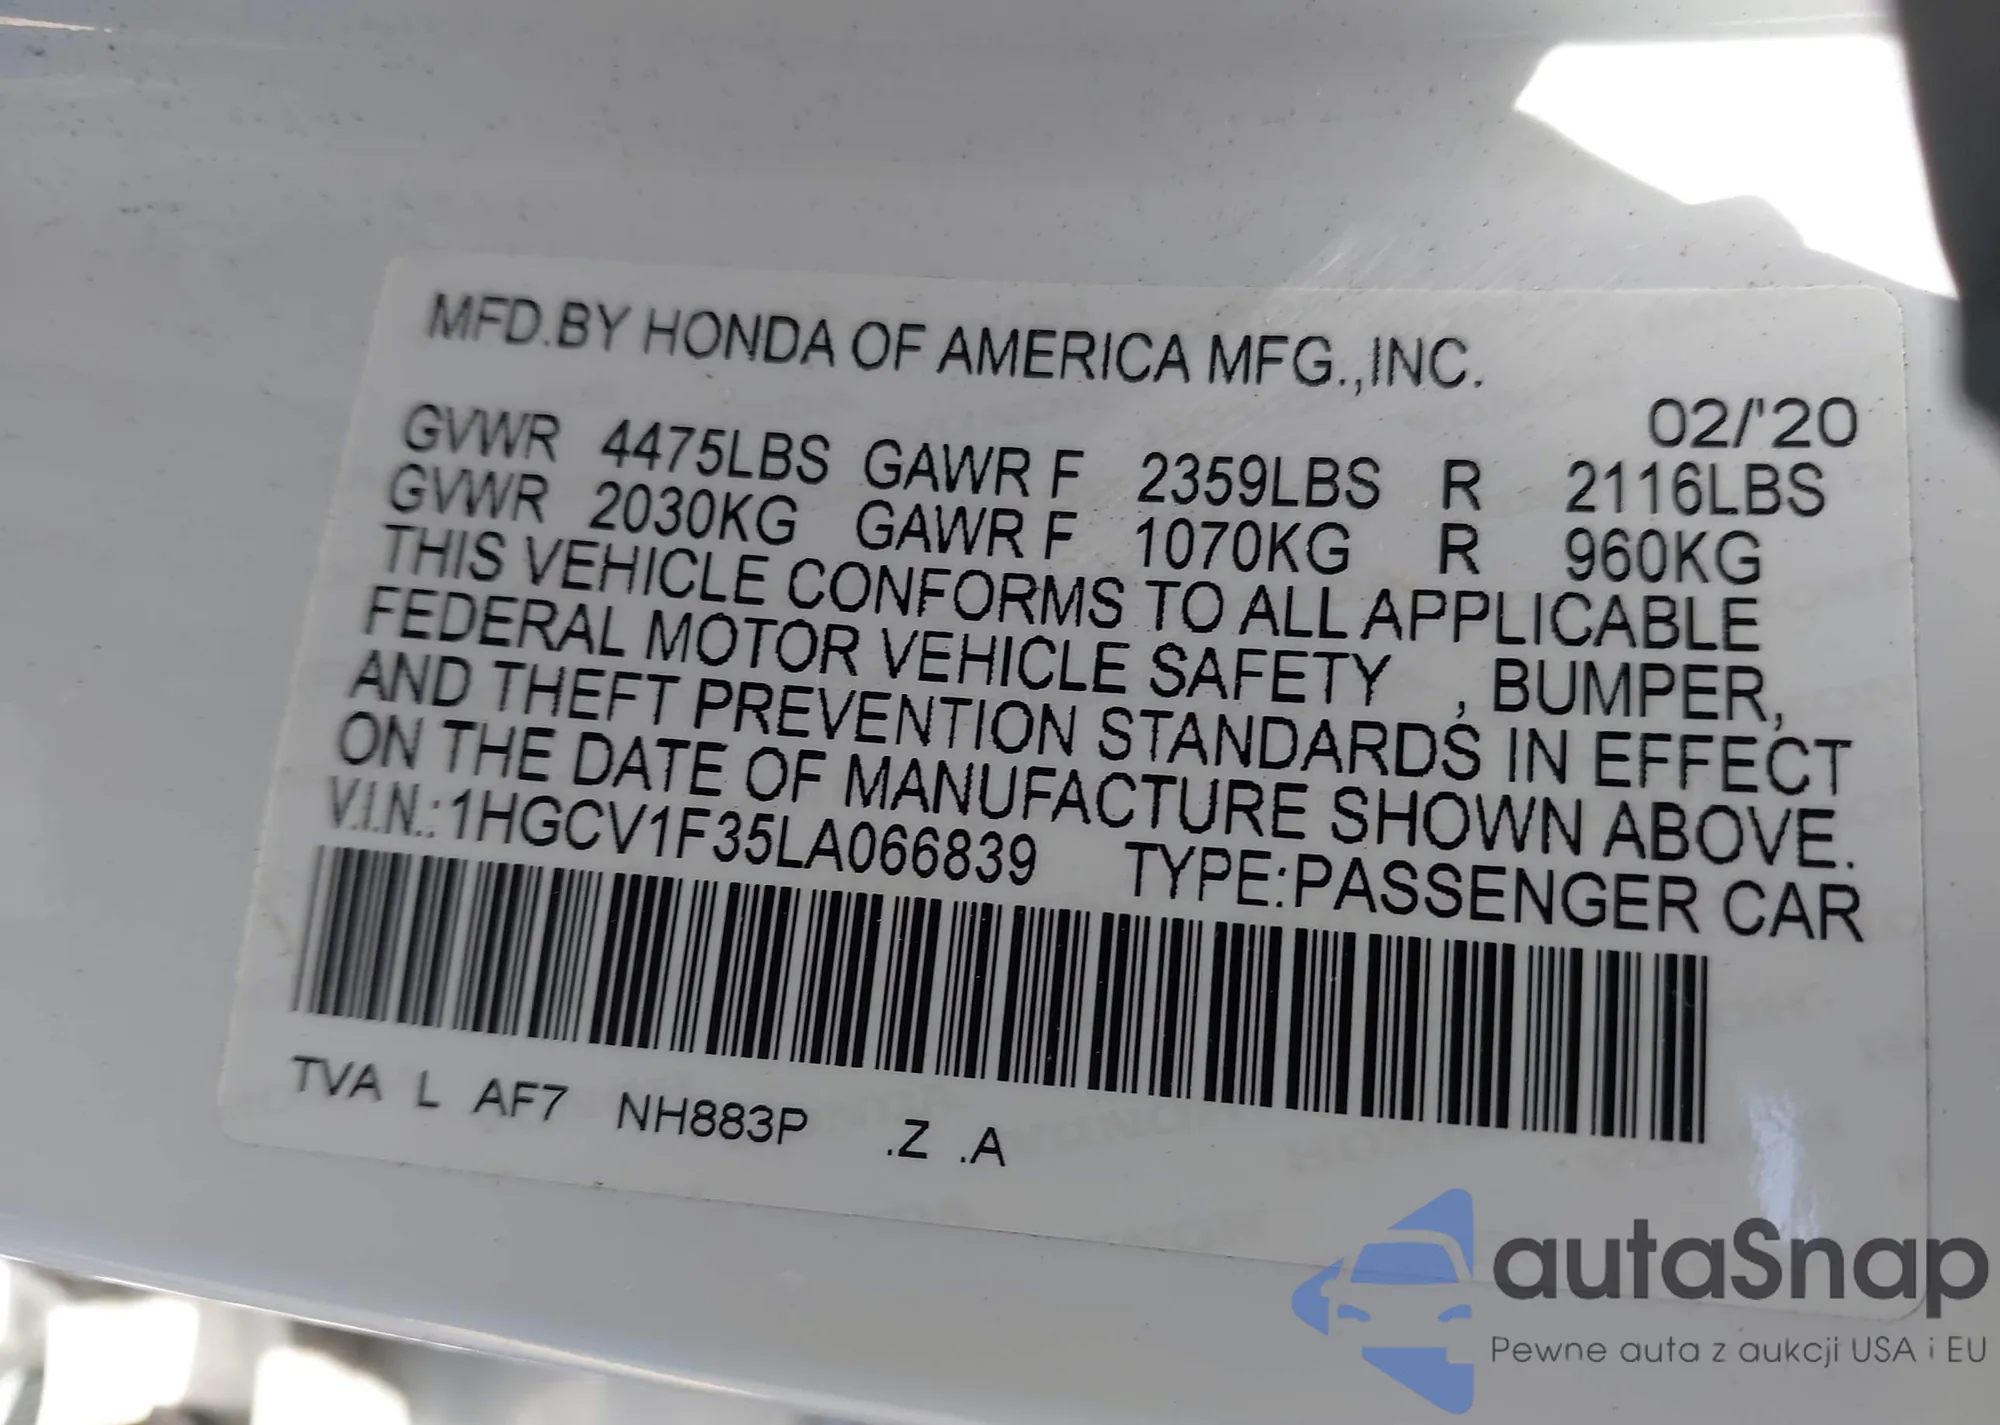 MFD.BY HONDA OF AMERICA MFG.,INC.
02/'20
GVWR 4475LBS GAWR F 2359LBS R 2116LBS
GVWR 2030KG GAWR F 1070KG R 960KG
THIS VEHICLE CONFORMS TO ALL APPLICABLE
FEDERAL MOTOR VEHICLE SAFETY , BUMPER,
AND THEFT PREVENTION STANDARDS IN EFFECT
ON THE DATE OF MANUFACTURE SHOWN ABOVE.
V.I.N.:1HGCV1F35LA066839 TYPE:PASSENGER CAR
TVA L AF7 NH883P .Z .A
autaSnap
Pewne auta z aukcji USA i EU